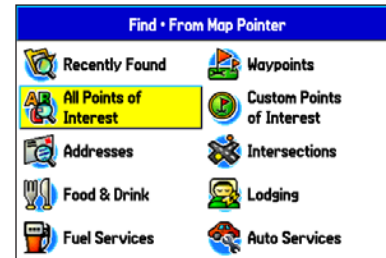 Find • From Map Pointer
Recently Found
Waypoints
All Points of
Interest
Custom Points
of Interest
Addresses
Intersections
Food & Drink
Lodging
Fuel Services
Auto Services